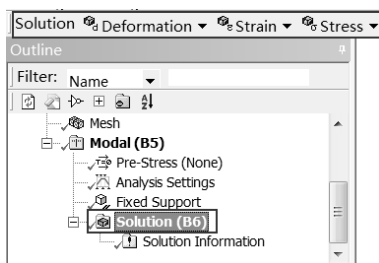 Solution Deformation Strain Stress
Outline
Filter: Name
Mesh
Modal (B5)
Pre-Stress (None)
Analysis Settings
Fixed Support
Solution (B6)
Solution Information